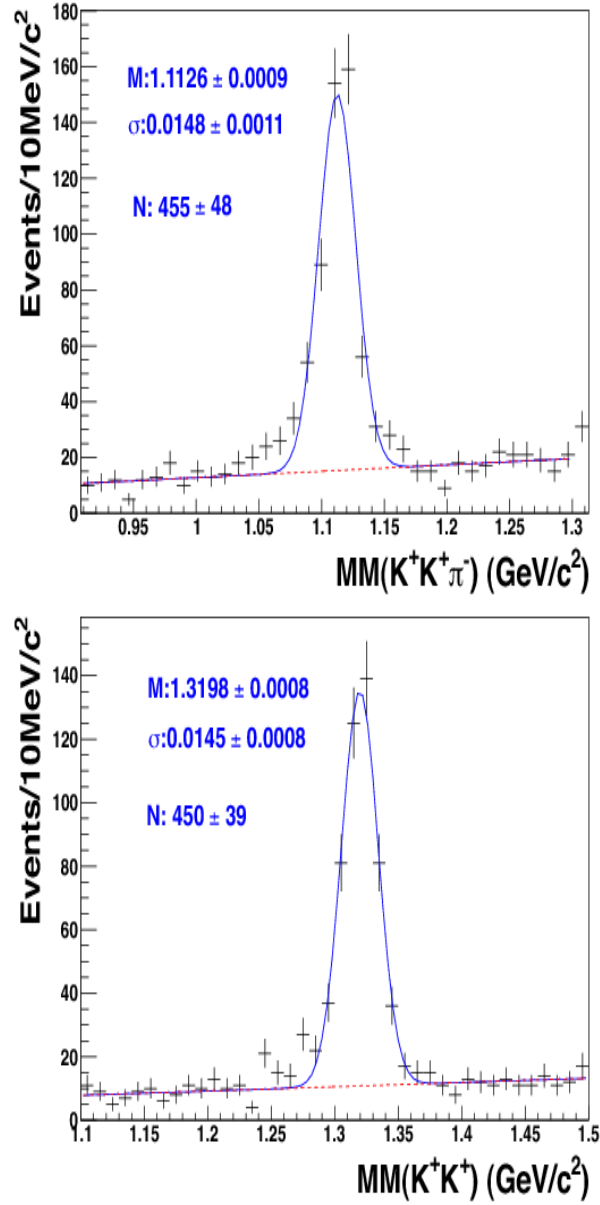 Events/10MeV/c²
180
160
140
120
100
80
60
40
20
0
M:1.1126 ± 0.0009
σ:0.0148 ± 0.0011
N: 455 ± 48
0.95 1 1.05 1.1 1.15 1.2 1.25 1.3
MM(K⁺K⁺π⁻) (GeV/c²)
Events/10MeV/c²
140
120
100
80
60
40
20
0
M:1.3198 ± 0.0008
σ:0.0145 ± 0.0008
N: 450 ± 39
1.1 1.15 1.2 1.25 1.3 1.35 1.4 1.45 1.5
MM(K⁺K⁺) (GeV/c²)